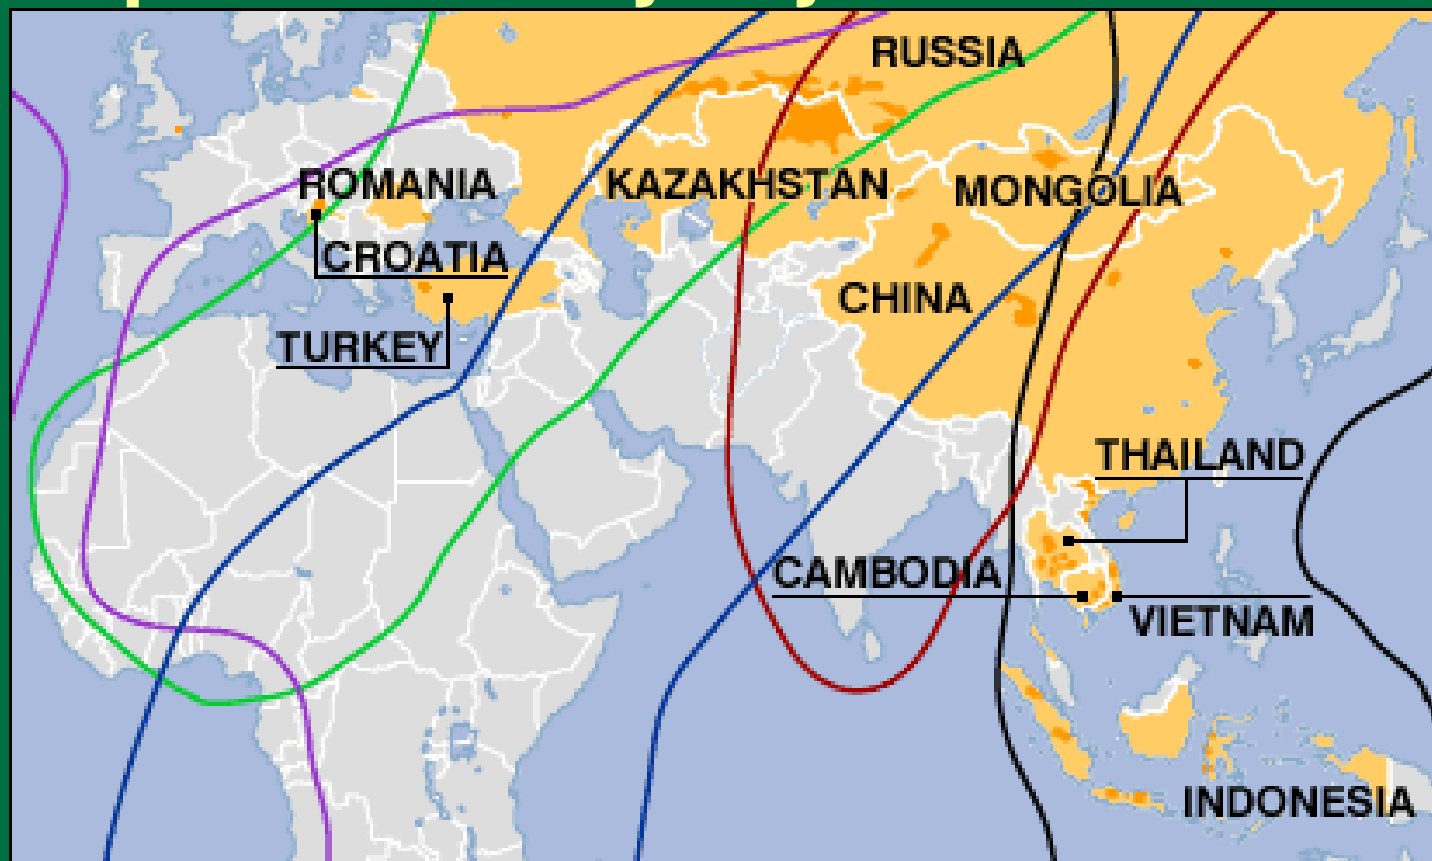 RUSSIA
ROMANIA
KAZAKHSTAN
MONGOLIA
CROATIA
CHINA
TURKEY
THAILAND
CAMBODIA
VIETNAM
INDONESIA